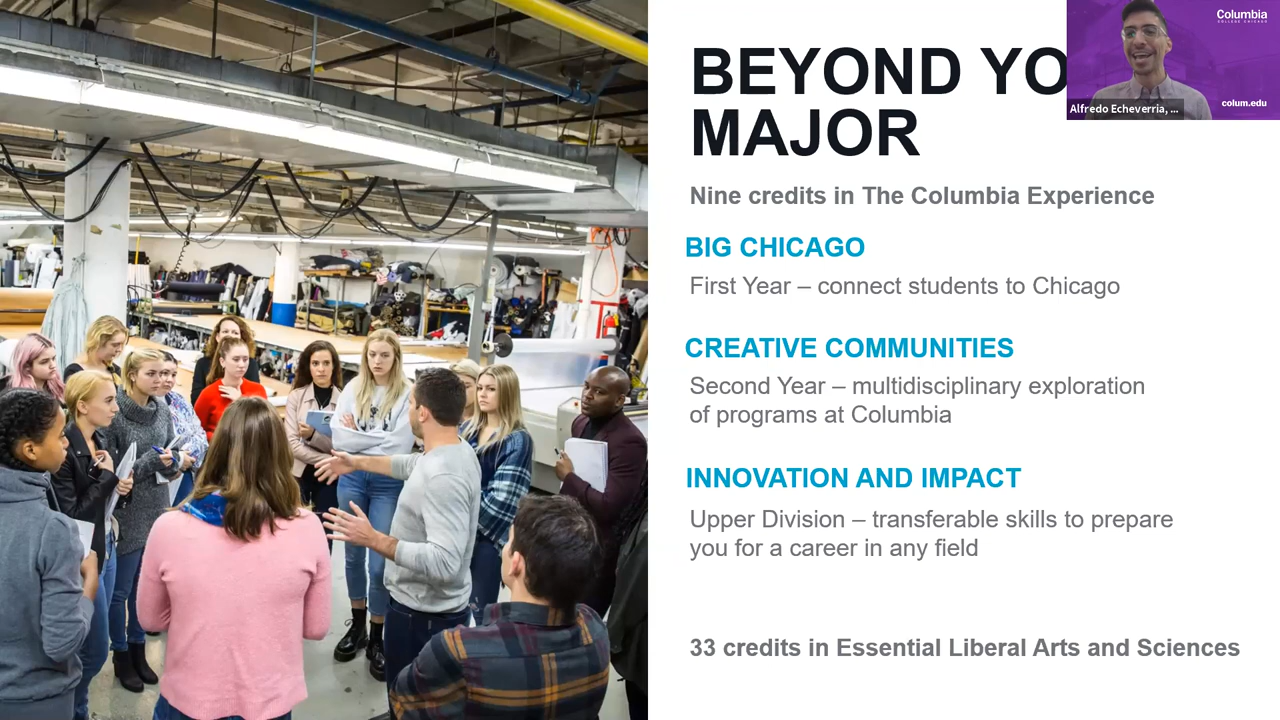 BEYOND YO
MAJOR
Columbia
COLLEGE CHICAGO
colum.edu
Alfredo Echeverria, ...
Nine credits in The Columbia Experience
BIG CHICAGO
First Year – connect students to Chicago
CREATIVE COMMUNITIES
Second Year – multidisciplinary exploration
of programs at Columbia
INNOVATION AND IMPACT
Upper Division – transferable skills to prepare
you for a career in any field
33 credits in Essential Liberal Arts and Sciences